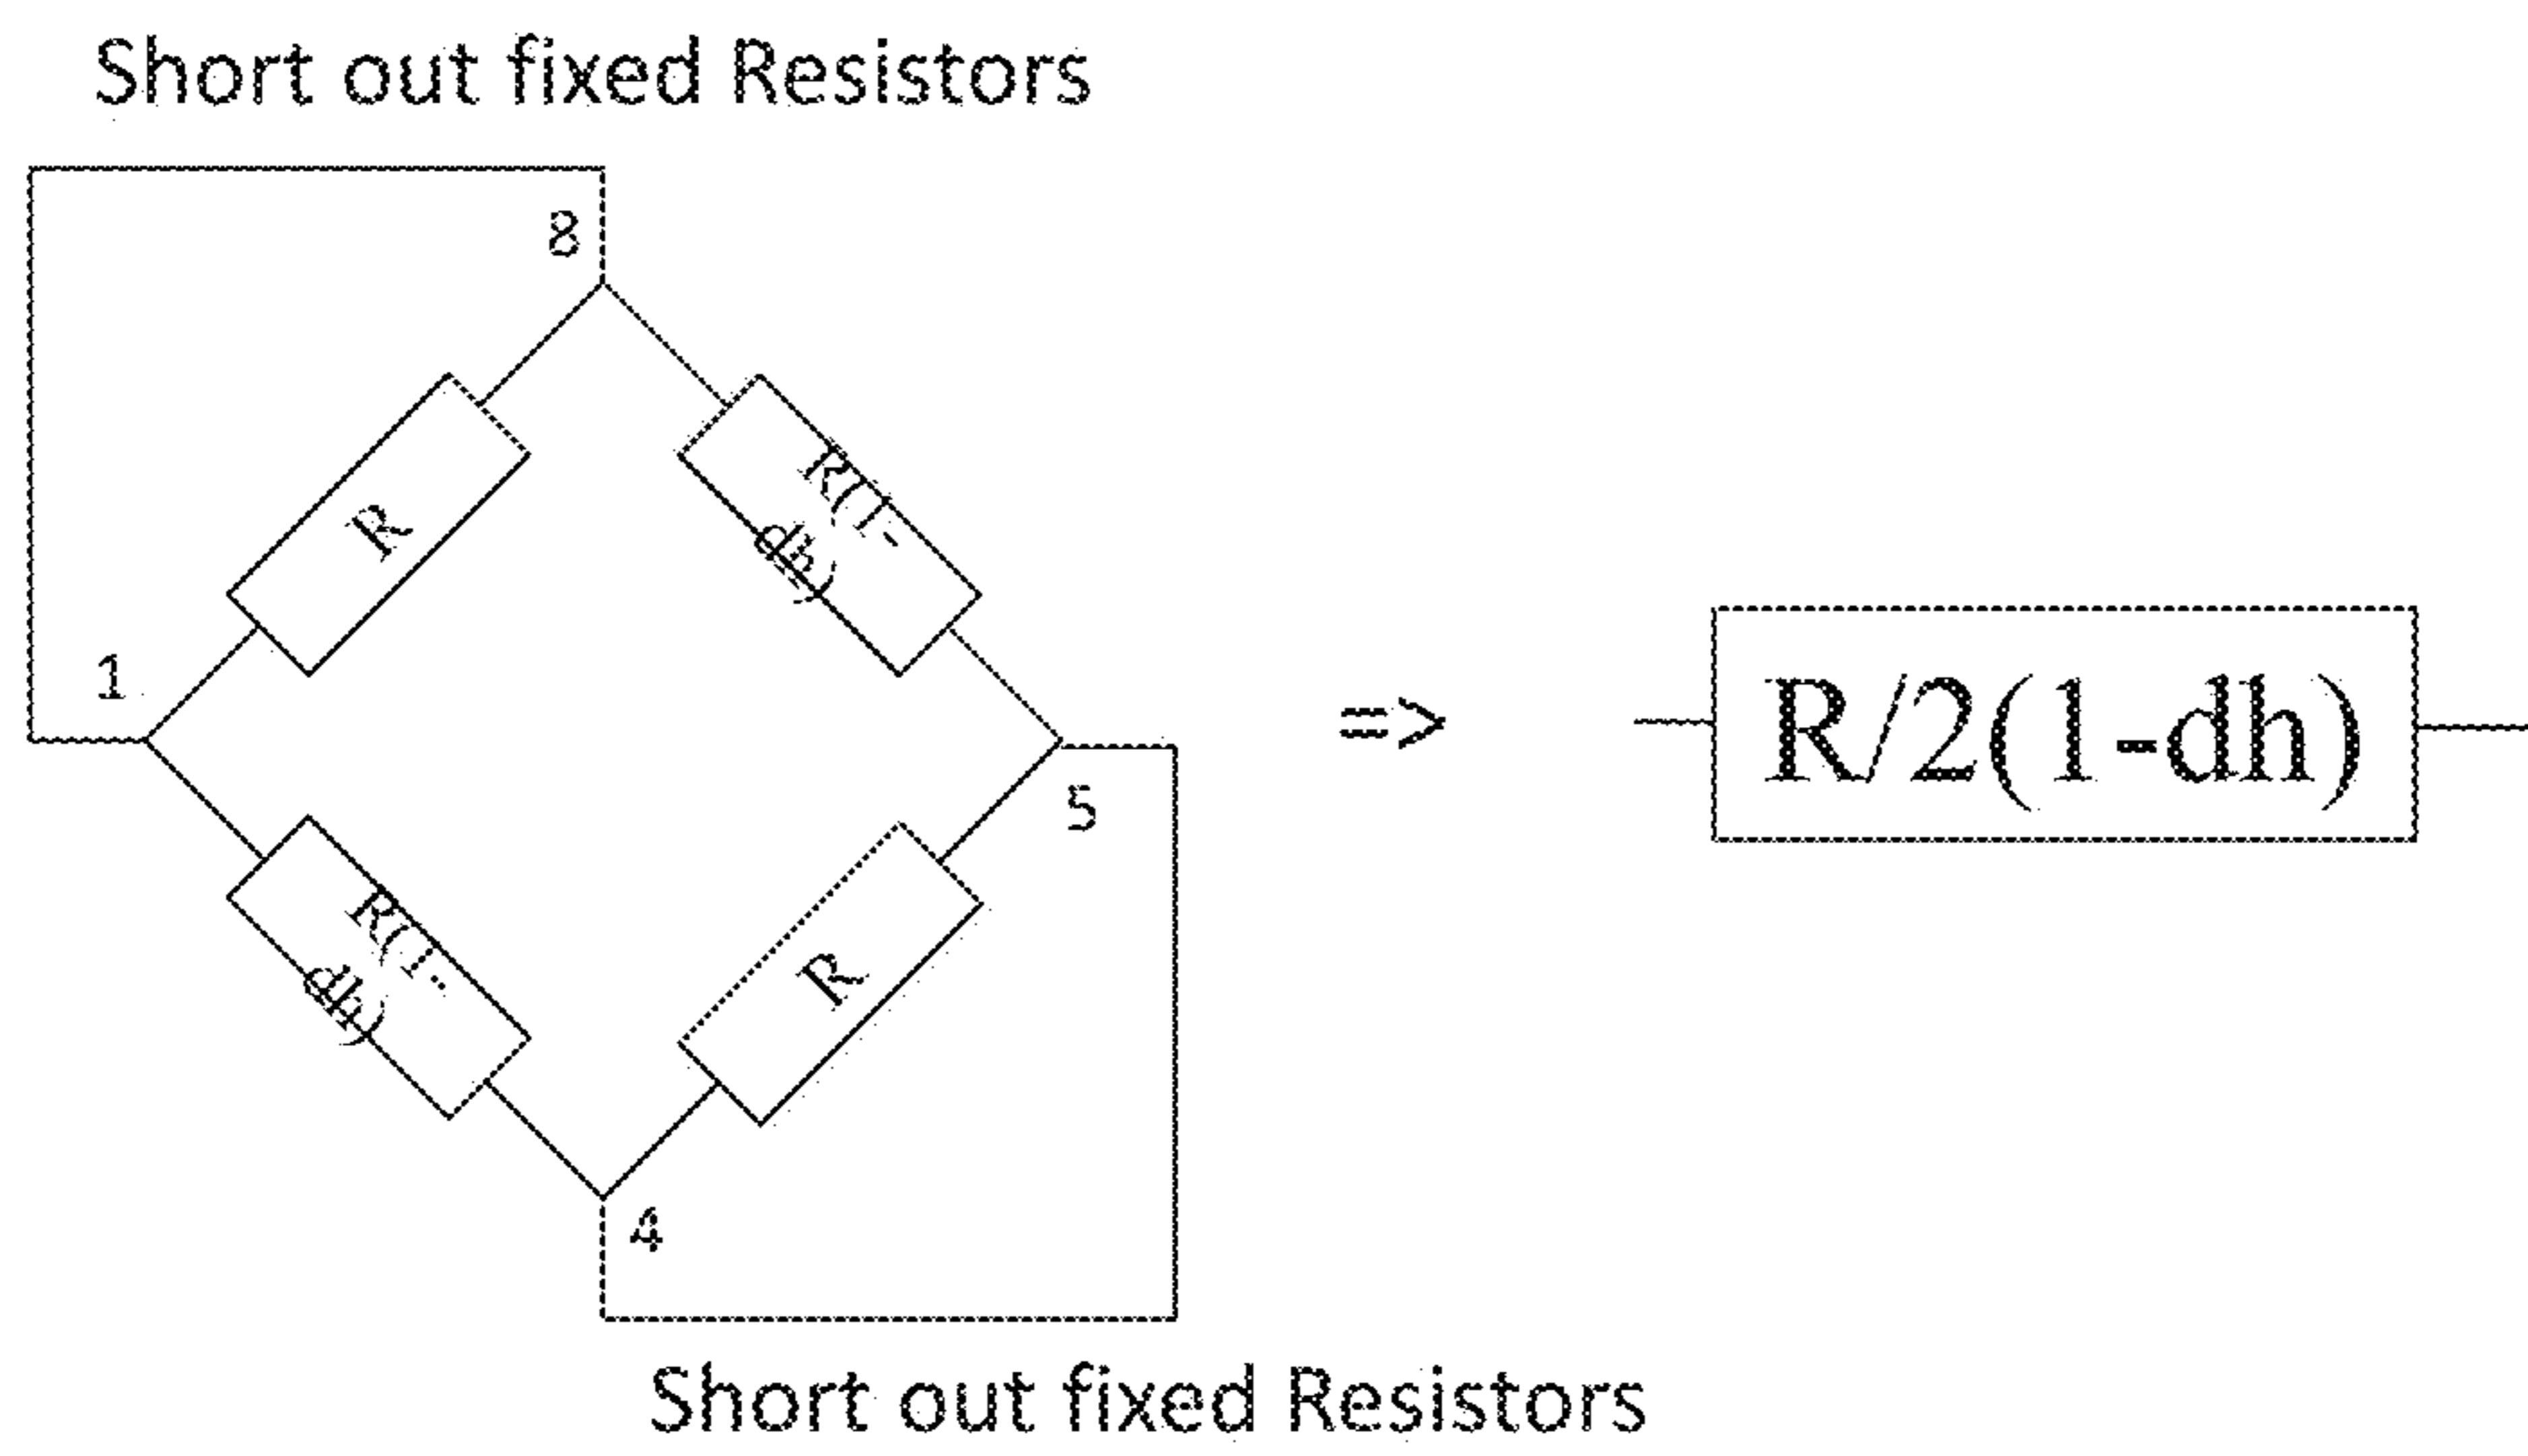 Short out fixed Resistors
8
R
R(1-
dh)
1
=>
R/2(1-dh)
5
R(1-
dh)
R
4
Short out fixed Resistors